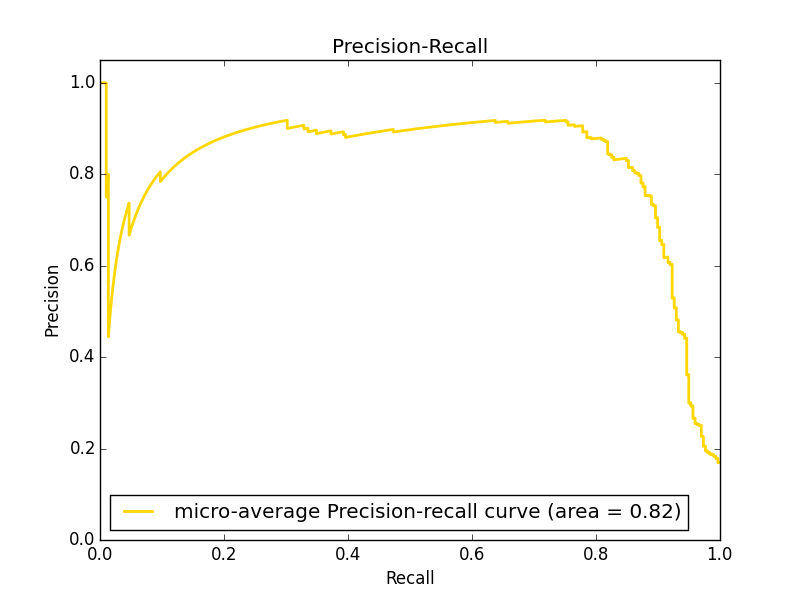 Precision-Recall
1.0
0.8
0.6
0.4
0.2
0.0
Precision
micro-average Precision-recall curve (area = 0.82)
0.0 0.2 0.4 0.6 0.8 1.0
Recall